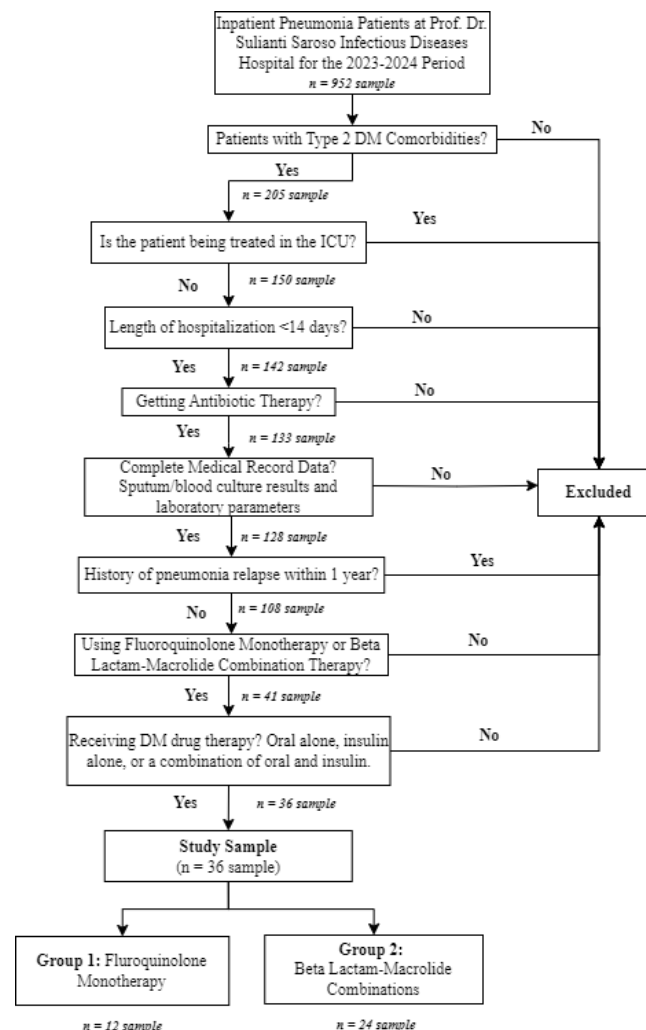 Inpatient Pneumonia Patients at Prof. Dr.
Sulianti Saroso Infectious Diseases
Hospital for the 2023-2024 Period
n = 952 sample
Patients with Type 2 DM Comorbidities?
No
Yes
n = 205 sample
Is the patient being treated in the ICU?
Yes
No
n = 150 sample
Length of hospitalization <14 days?
No
Yes
n = 142 sample
Getting Antibiotic Therapy?
No
Yes
n = 133 sample
Complete Medical Record Data?
Sputum/blood culture results and
laboratory parameters
No
Excluded
Yes
n = 128 sample
History of pneumonia relapse within 1 year?
Yes
No
n = 108 sample
Using Fluoroquinolone Monotherapy or Beta
Lactam-Macrolide Combination Therapy?
No
Yes
n = 41 sample
Receiving DM drug therapy? Oral alone, insulin
alone, or a combination of oral and insulin.
No
Yes
n = 36 sample
Study Sample
(n = 36 sample)
Group 1: Fluroquinolone
Monotherapy
n = 12 sample
Group 2:
Beta Lactam-Macrolide
Combinations
n = 24 sample